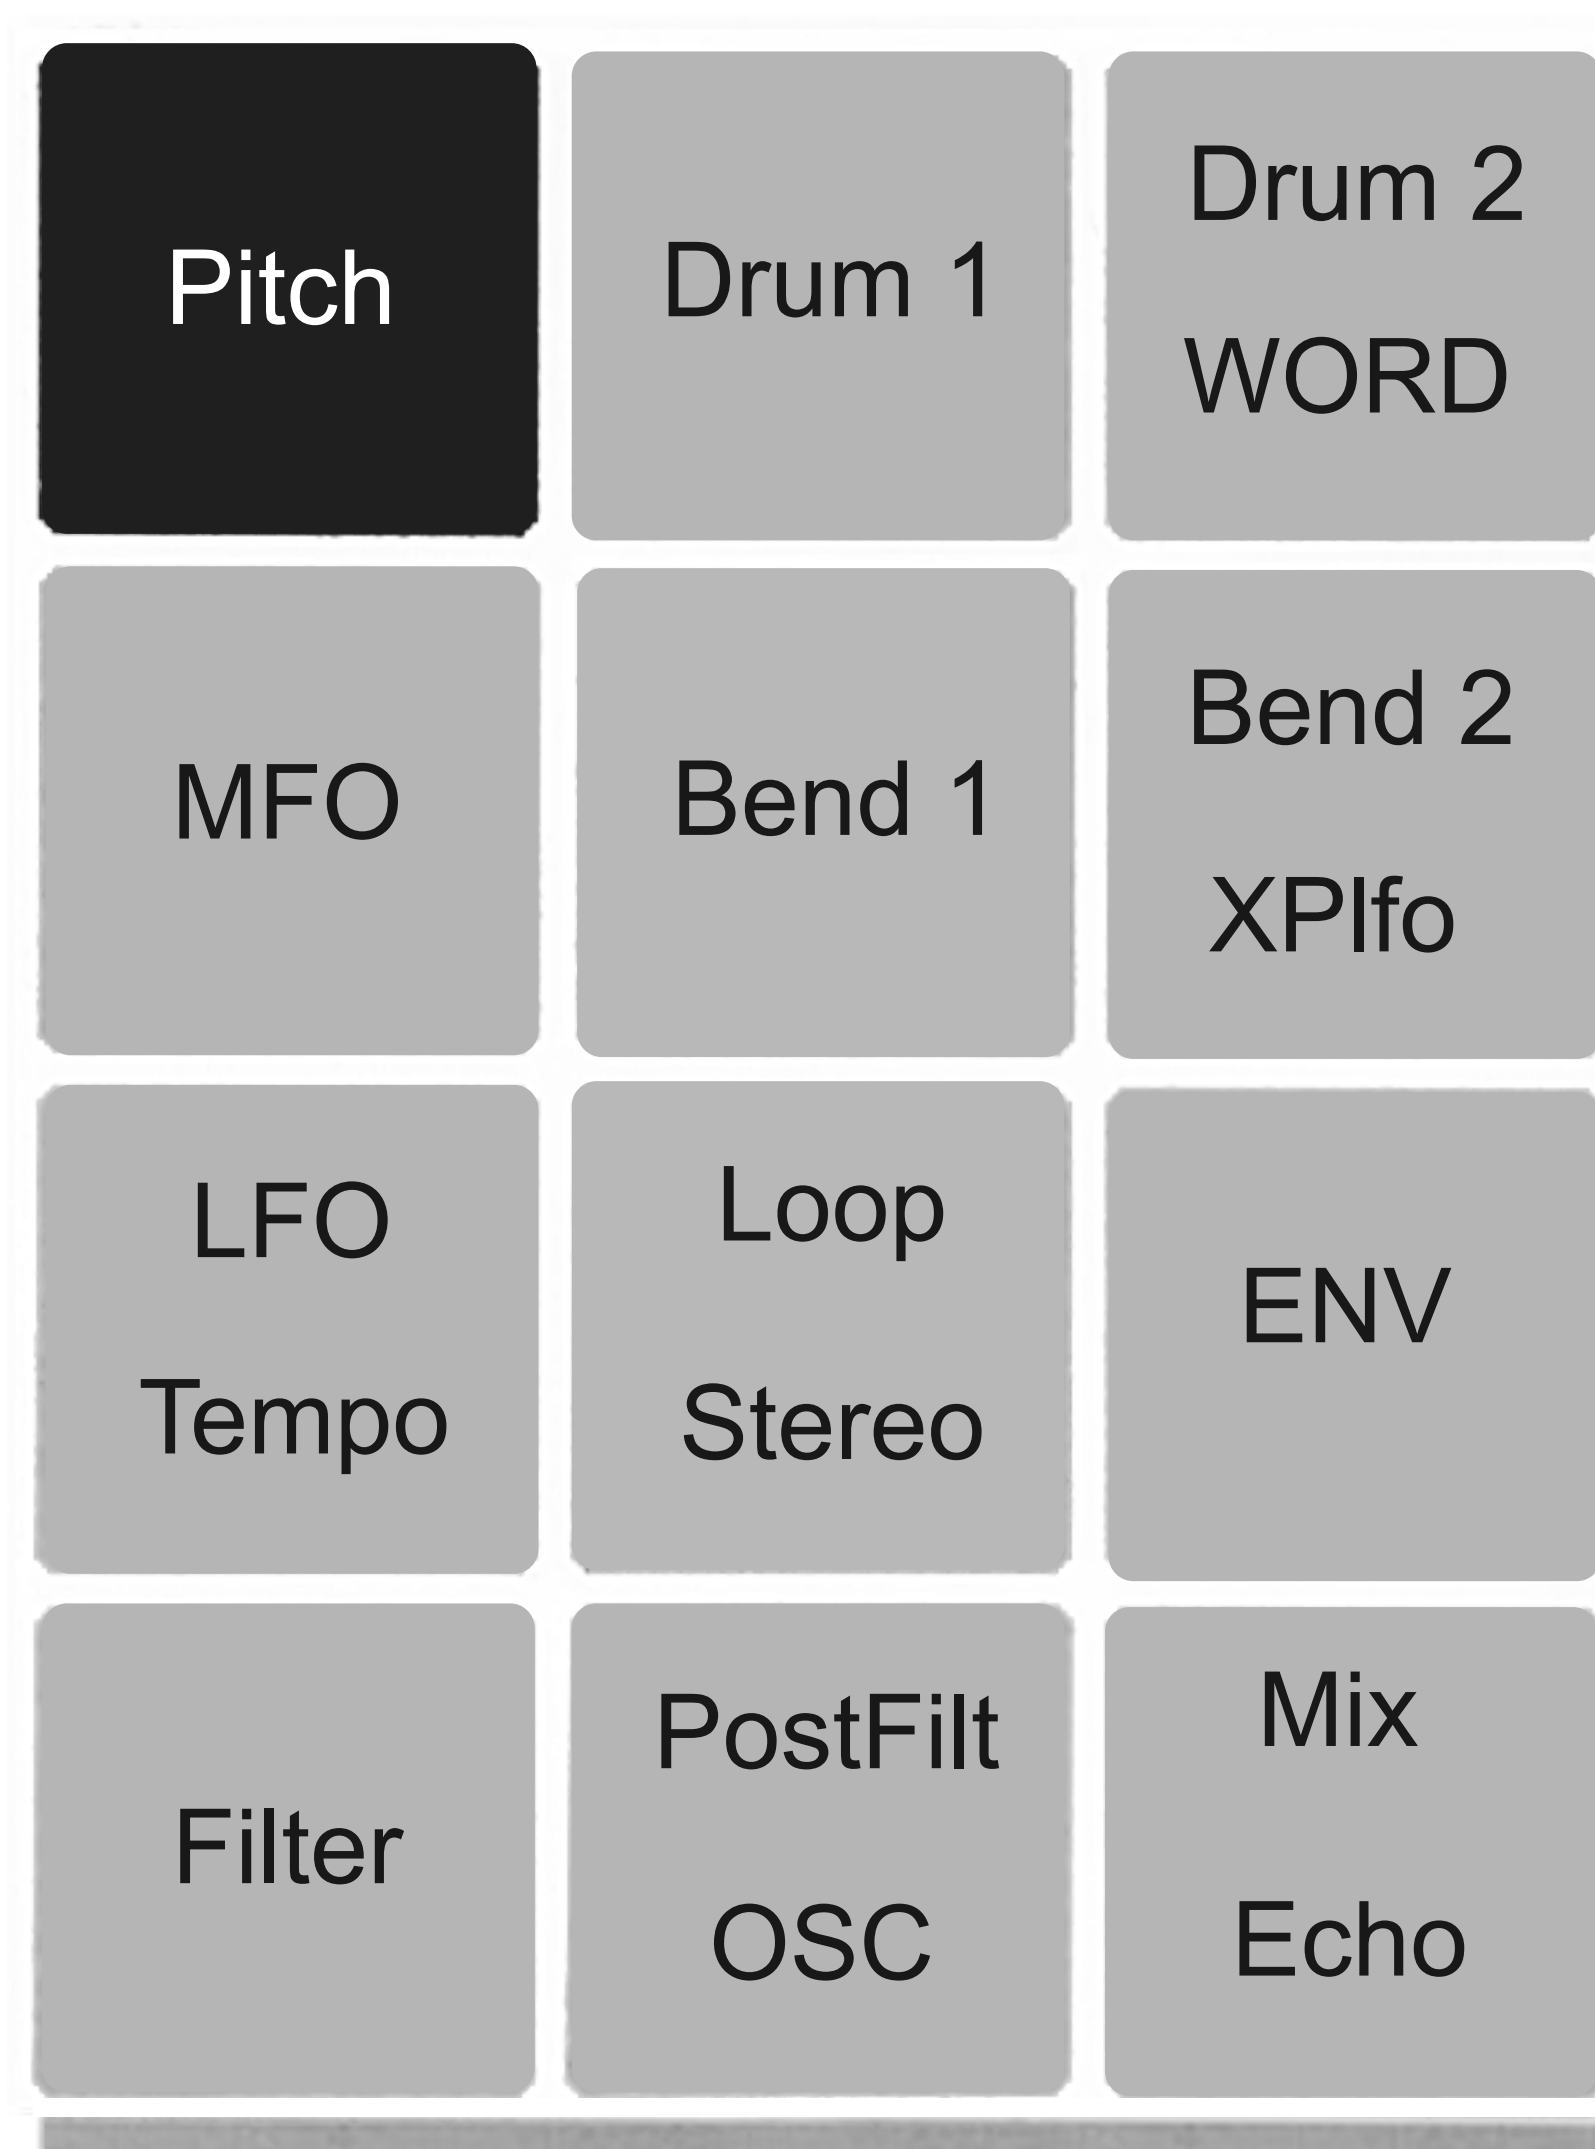 Pitch
Drum 1
Drum 2
WORD
MFO
Bend 1
Bend 2
XPlfo
LFO
Tempo
Loop
Stereo
ENV
Filter
PostFilt
OSC
Mix
Echo